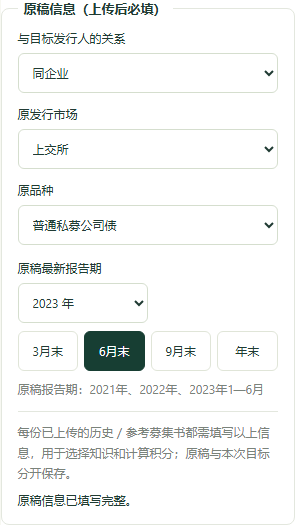 原稿信息（上传后必填）
与目标发行人的关系
同企业
原发行市场
上交所
原品种
普通私募公司债
原稿最新报告期
2023 年
3月末 6月末 9月末 年末
原稿报告期：2021年、2022年、2023年1—6月
每份已上传的历史 / 参考募集书都需填写以上信
息，用于选择知识和计算积分；原稿与本次目标
分开保存。
原稿信息已填写完整。